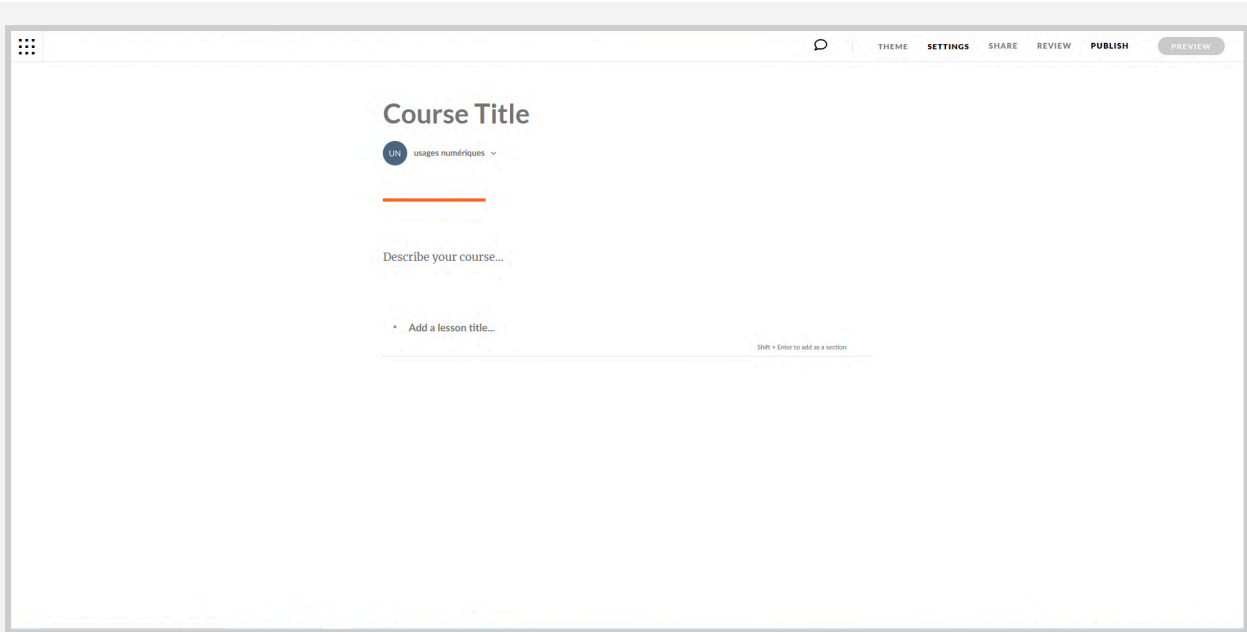 THEME SETTINGS SHARE REVIEW PUBLISH PREVIEW
Course Title
UN usages numériques
Describe your course...
Add a lesson title...
Shift + Enter to add as a section